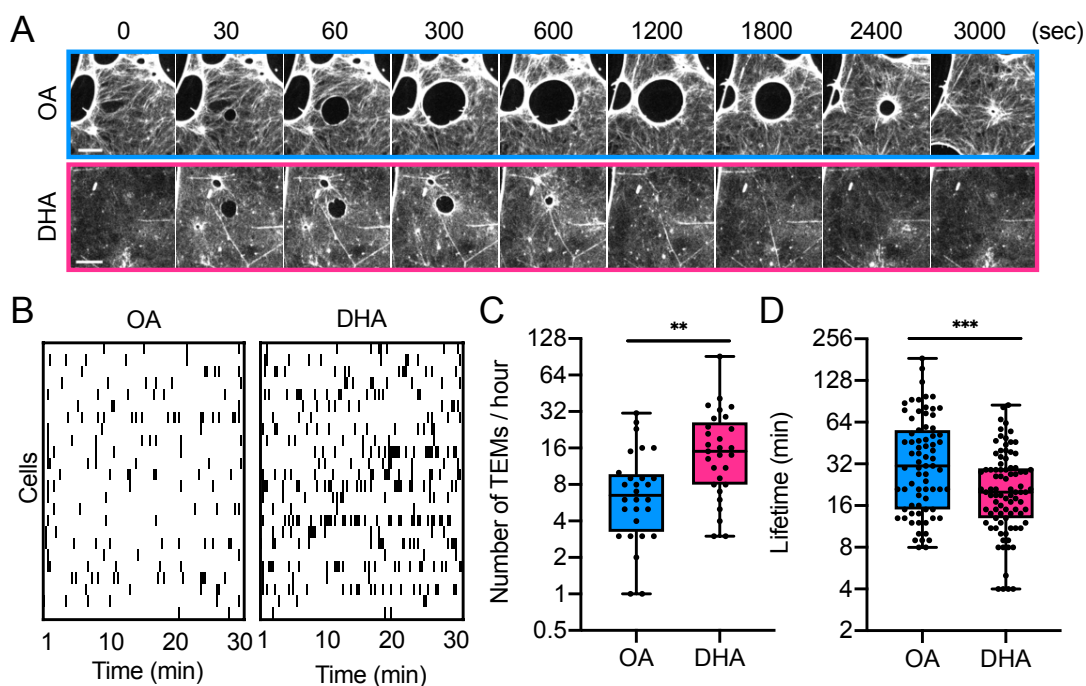 A
0 30 60 300 600 1200 1800 2400 3000 (sec)
OA
DHA
B
OA DHA
Cells
1 10 20 30
1 10 20 30
Time (min) Time (min)
C
**
Number of TEMs / hour
128
64
32
16
8
4
2
1
0.5
OA DHA
D
***
Lifetime (min)
256
128
64
32
16
8
4
2
OA DHA